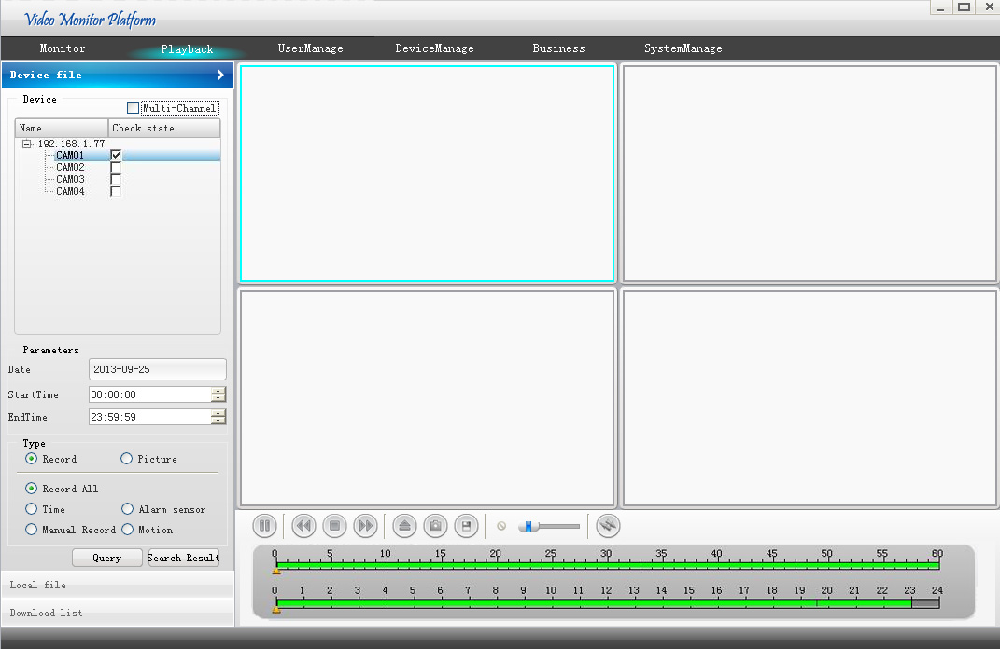 Video Monitor Platform
Monitor Playback UserManage DeviceManage Business SystemManage
Device file
Device
Multi-Channel
Name Check state
192.168.1.77
CAM01
CAM02
CAM03
CAM04
Parameters
Date 2013-09-25
StartTime 00:00:00
EndTime 23:59:59
Type
Record Picture
Record All
Time Alarm sensor
Manual Record Motion
Query Search Result
Local file
Download list
0 5 10 15 20 25 30 35 40 45 50 55 60
0 1 2 3 4 5 6 7 8 9 10 11 12 13 14 15 16 17 18 19 20 21 22 23 24